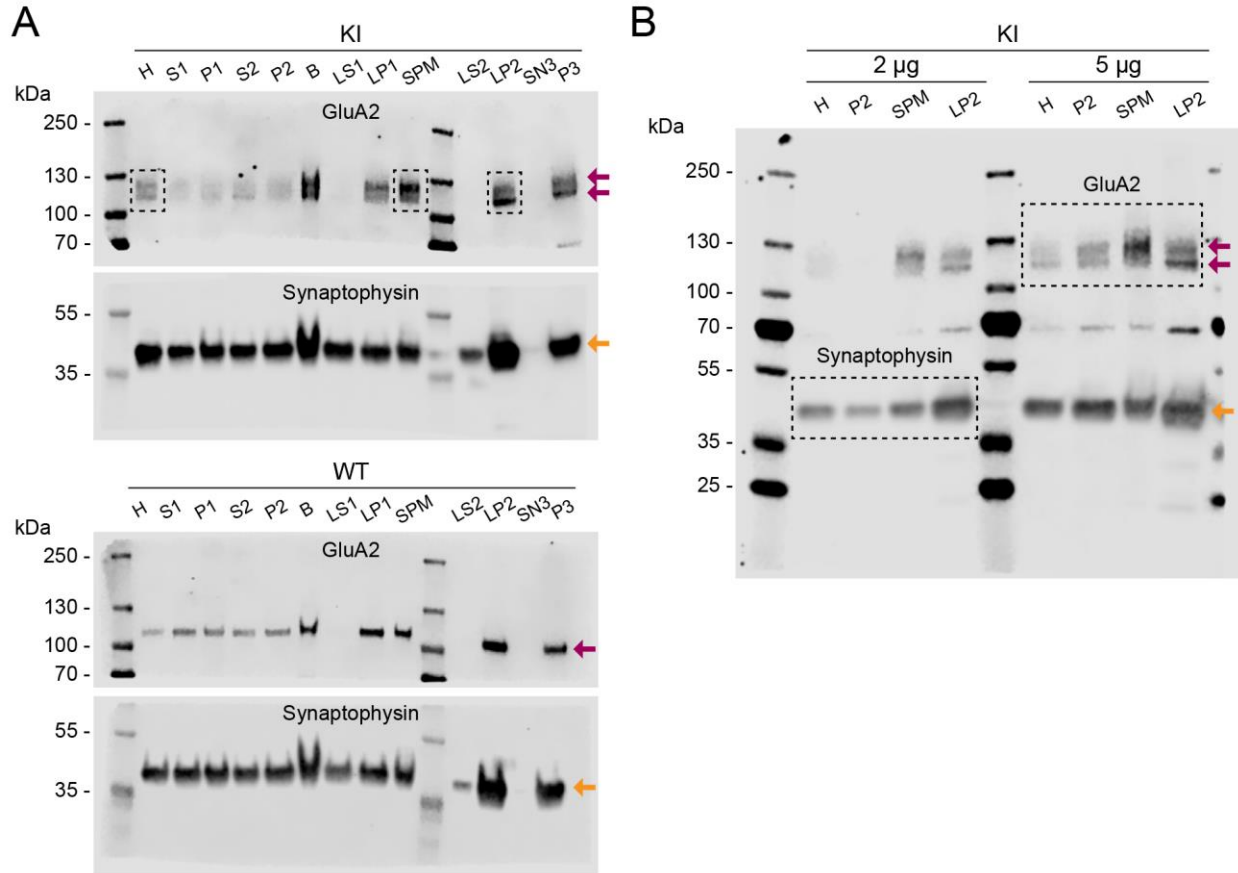 A
KI
H S1 P1 S2 P2 B LS1 LP1 SPM LS2 LP2 SN3 P3
kDa
GluA2
250 -
130 -
100 -
70 -
Synaptophysin
55 -
35 -
WT
H S1 P1 S2 P2 B LS1 LP1 SPM LS2 LP2 SN3 P3
kDa
GluA2
250 -
130 -
100 -
70 -
Synaptophysin
55 -
35 -
B
KI
2 µg 5 µg
H P2 SPM LP2 H P2 SPM LP2
kDa
250 -
GluA2
130 -
100 -
70 -
Synaptophysin
55 -
35 -
25 -